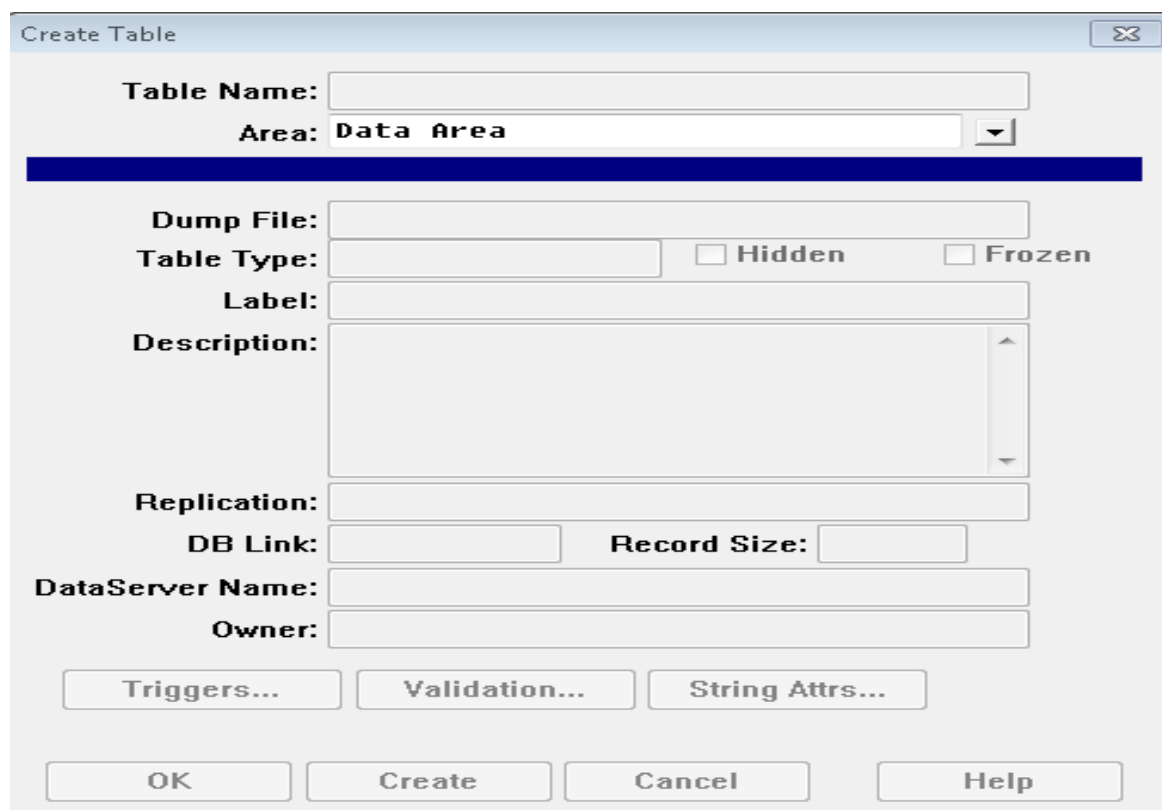 Create Table
Table Name:
Area: Data Area
Dump File:
Table Type: Hidden Frozen
Label:
Description:
Replication:
DB Link: Record Size:
DataServer Name:
Owner:
Triggers... Validation... String Attrs...
OK Create Cancel Help